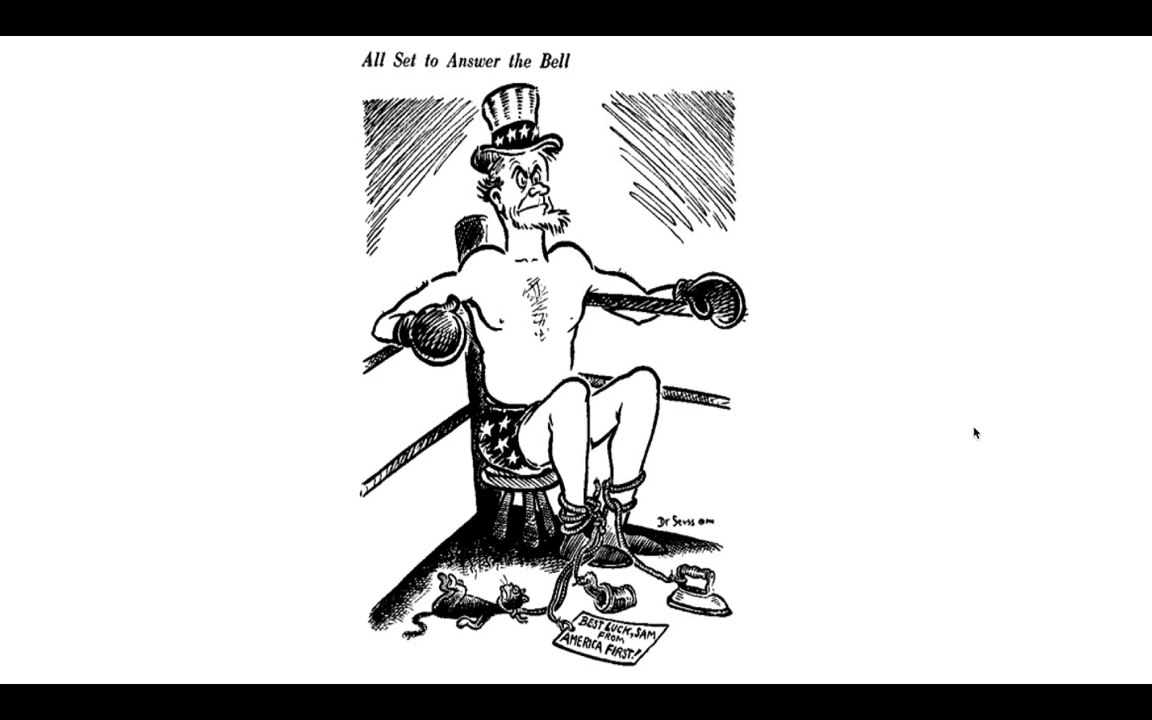 All Set to Answer the Bell
Dr Seuss
BEST LUCK, SAM
FROM
AMERICA FIRST!